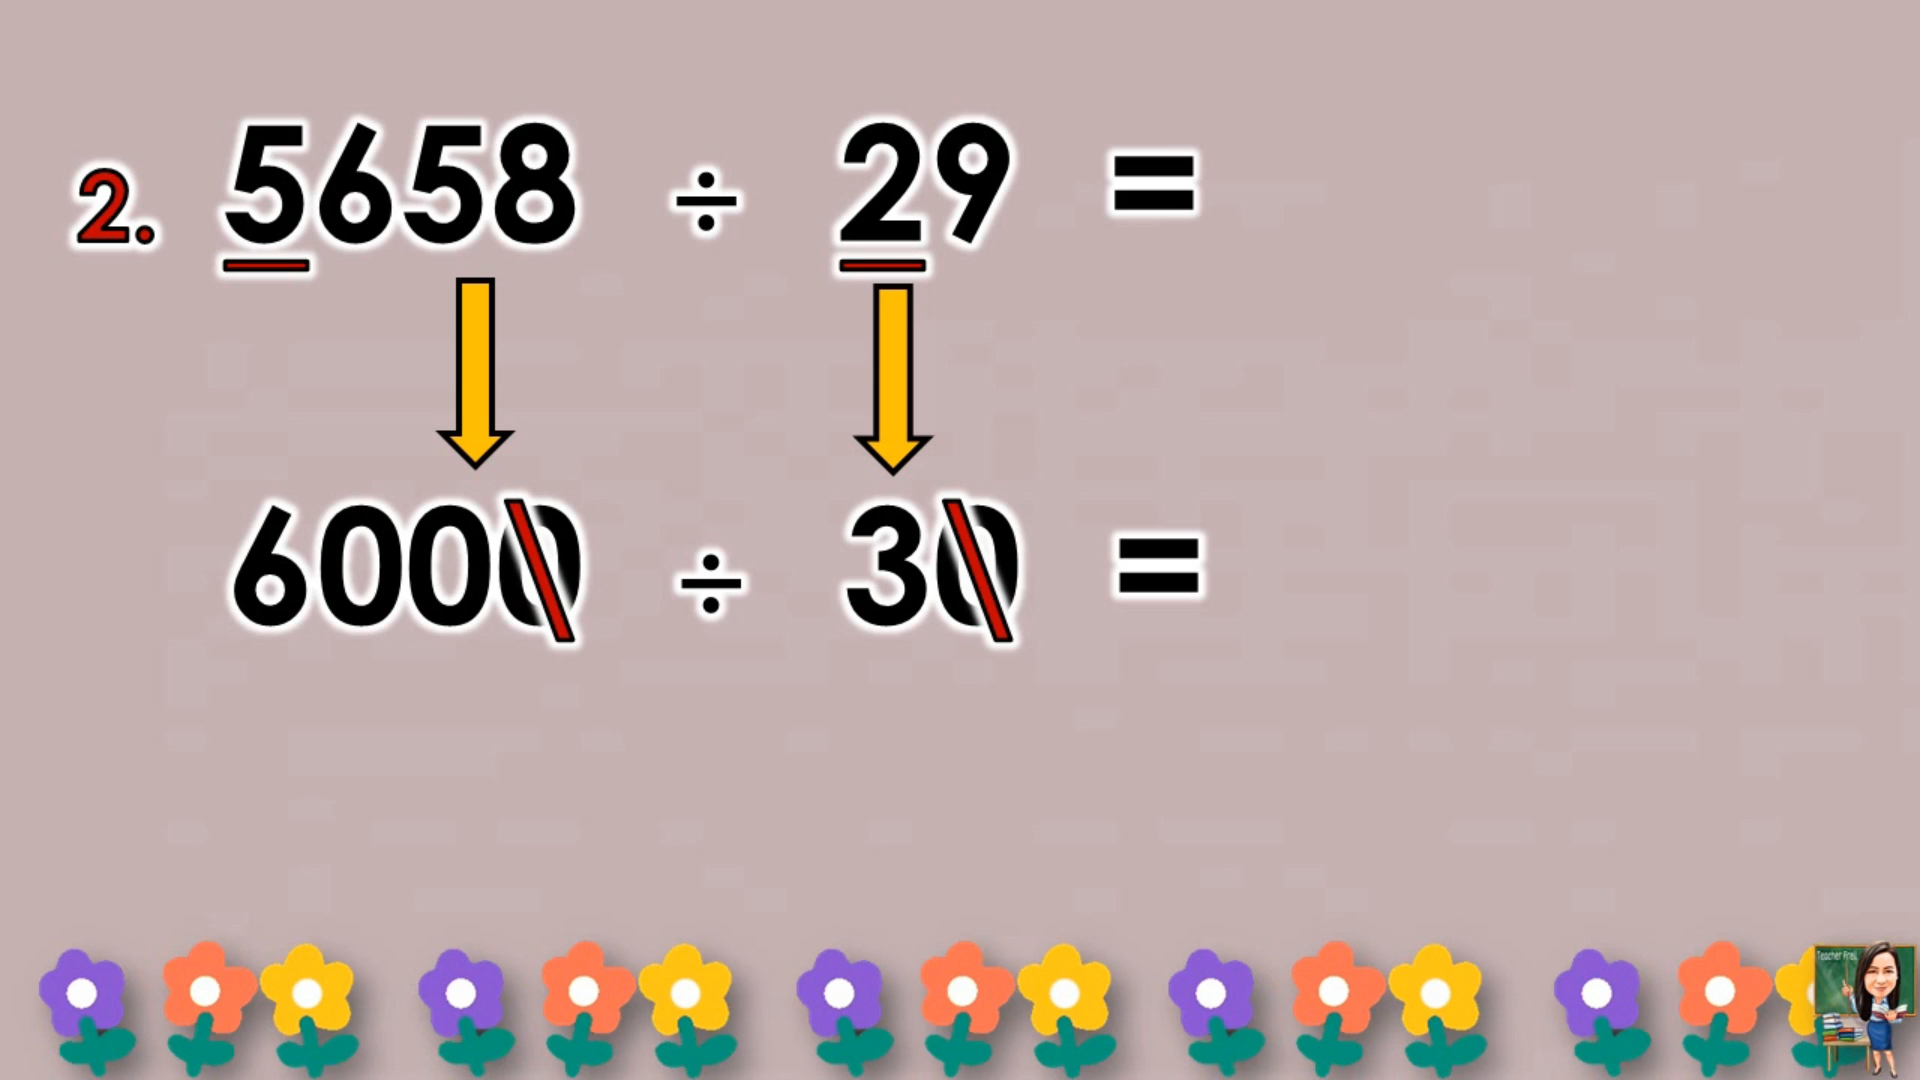 2. 5658 ÷ 29 =
6000 ÷ 30 =